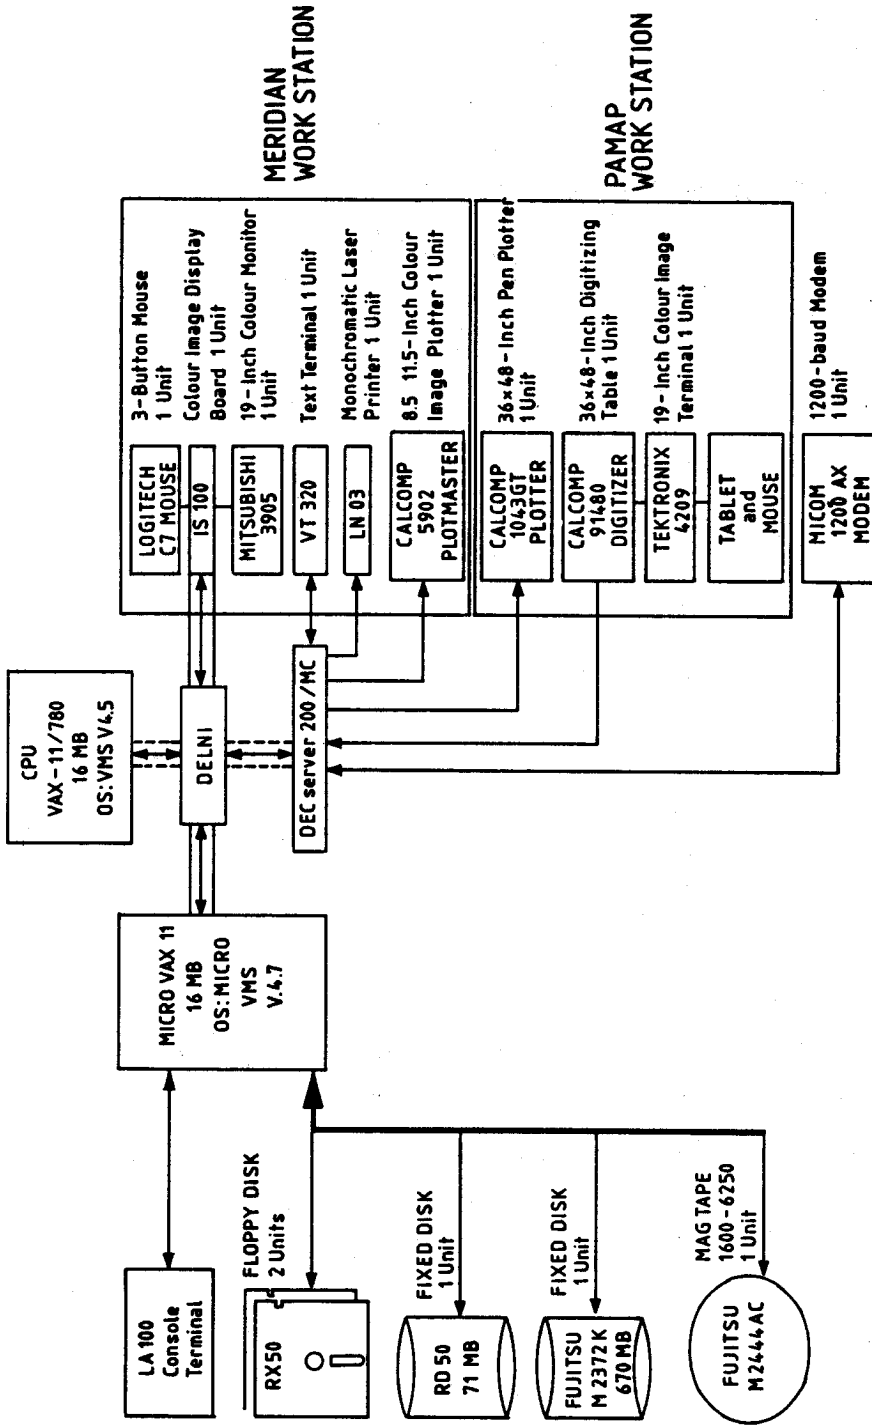 LA 100
Console
Terminal
FLOPPY DISK
2 Units
RX50
FIXED DISK
1 Unit
RD 50
71 MB
FIXED DISK
1 Unit
FUJITSU
M 2372 K
670 MB
MAG TAPE
1600-6250
1 Unit
FUJITSU
M2444AC
MICRO VAX 11
16 MB
OS: MICRO
VMS
V.4.7
CPU
VAX-11/780
16 MB
OS: VMS V4.5
DELNI
DEC server 200/MC
LOGITECH
C7 MOUSE
3-Button Mouse
1 Unit
IS 100
Colour Image Display
Board 1 Unit
MITSUBISHI
3905
19-Inch Colour Monitor
1 Unit
VT 320
Text Terminal 1 Unit
LN 03
Monochromatic Laser
Printer 1 Unit
CALCOMP
5902
PLOTMASTER
8.5 11.5-Inch Colour
Image Plotter 1 Unit
MERIDIAN
WORK STATION
CALCOMP
1043GT
PLOTTER
36x48-Inch Pen Plotter
1 Unit
CALCOMP
91480
DIGITIZER
36x48-Inch Digitizing
Table 1 Unit
TEKTRONIX
4209
19-Inch Colour Image
Terminal 1 Unit
TABLET
and
MOUSE
PAMAP
WORK STATION
MICOM
1200 AX
MODEM
1200-baud Modem
1 Unit